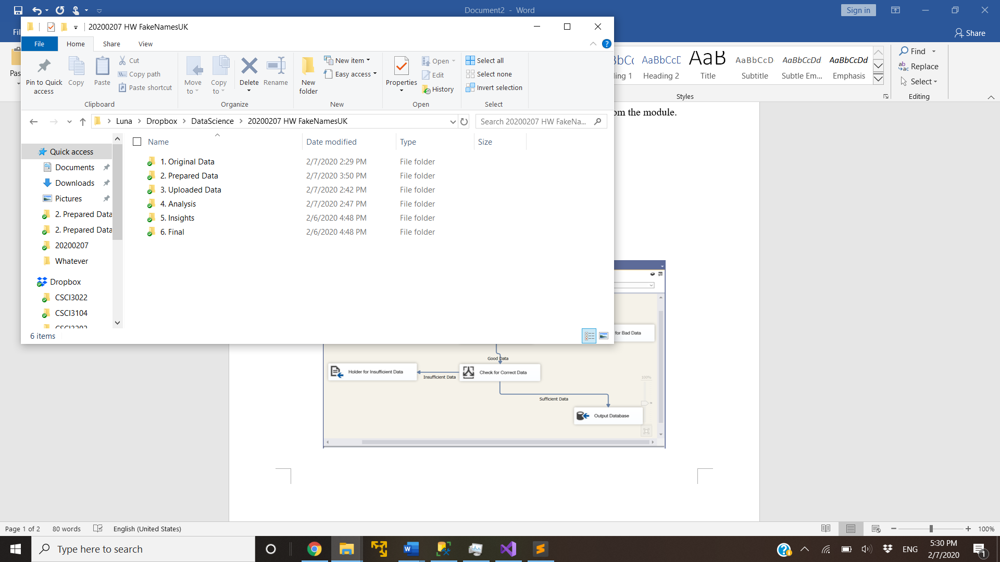 Document2 - Word
Sign in
Share
20200207 HW FakeNamesUK
File
Home
Share
View
Pin to Quick access
Copy
Paste
Cut
Copy path
Paste shortcut
Clipboard
Move to
Copy to
Delete
Rename
Organize
New folder
New item
Easy access
New
Properties
Open
Edit
History
Open
Select all
Select none
Invert selection
Select
AaBbCcD
Heading 2
AaB
Title
AaBbCcD
Subtitle
AaBbCcDd
Subtle Em...
AaBbCcDd
Emphasis
Styles
Find
Replace
Select
Editing
Luna > Dropbox > DataScience > 20200207 HW FakeNamesUK
Search 20200207 HW FakeNa...
om the module.
Name Date modified Type Size
1. Original Data 2/7/2020 2:29 PM File folder
2. Prepared Data 2/7/2020 3:50 PM File folder
3. Uploaded Data 2/7/2020 2:42 PM File folder
4. Analysis 2/7/2020 2:47 PM File folder
5. Insights 2/6/2020 4:48 PM File folder
6. Final 2/6/2020 4:48 PM File folder
Quick access
Documents
Downloads
Pictures
2. Prepared Data
2. Prepared Data
20200207
Whatever
Dropbox
CSCI3022
CSCI3104
6 items
for Bad Data
Good Data
Holder for Insufficient Data
Insufficient Data
Check for Correct Data
100%
Sufficient Data
Output Database
Page 1 of 2 80 words English (United States) 100%
Type here to search
ENG
5:30 PM
2/7/2020
1